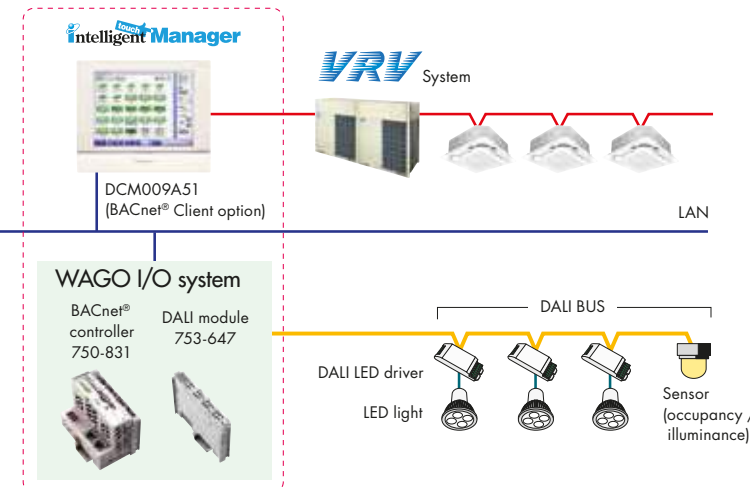 touch
intelligent Manager
VRV System
DCM009A51
(BACnet® Client option)
LAN
WAGO I/O system
BACnet®
controller
750-831
DALI module
753-647
DALI BUS
DALI LED driver
LED light
Sensor
(occupancy /
illuminance)